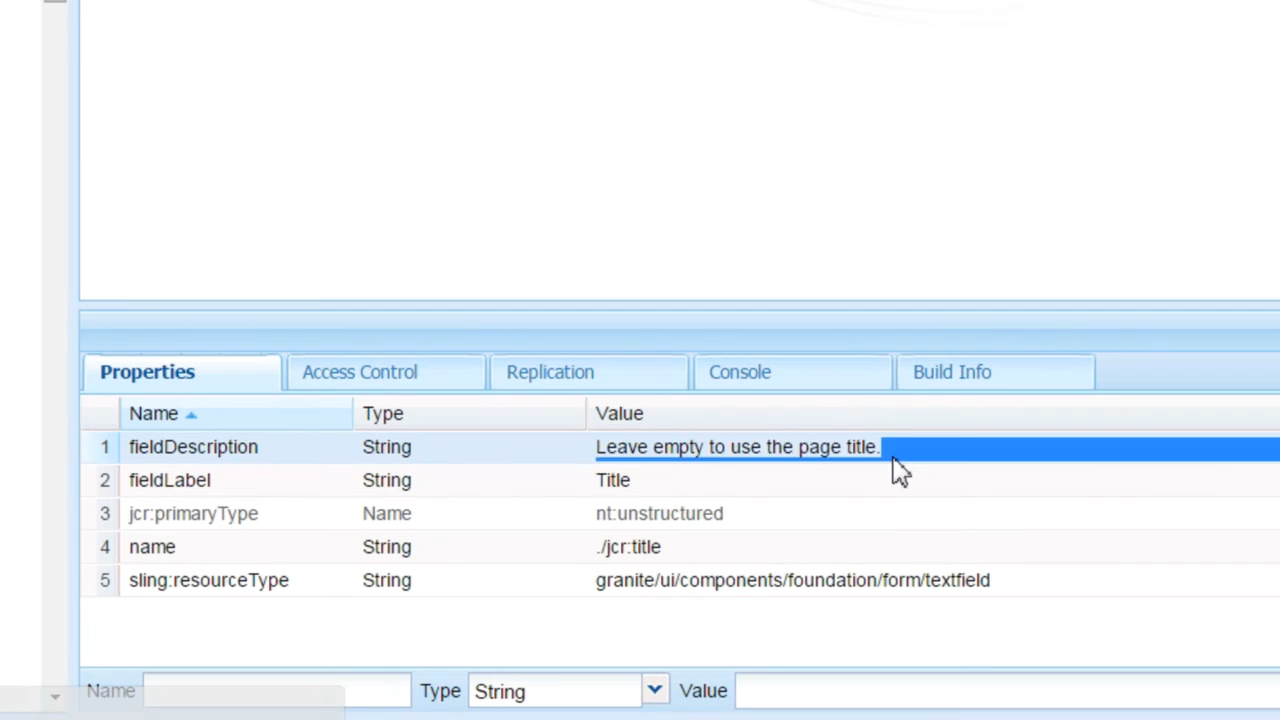 Properties Access Control Replication Console Build Info
Name Type Value
1 fieldDescription String Leave empty to use the page title.
2 fieldLabel String Title
3 jcr:primaryType Name nt:unstructured
4 name String ./jcr:title
5 sling:resourceType String granite/ui/components/foundation/form/textfield
Name Type String Value